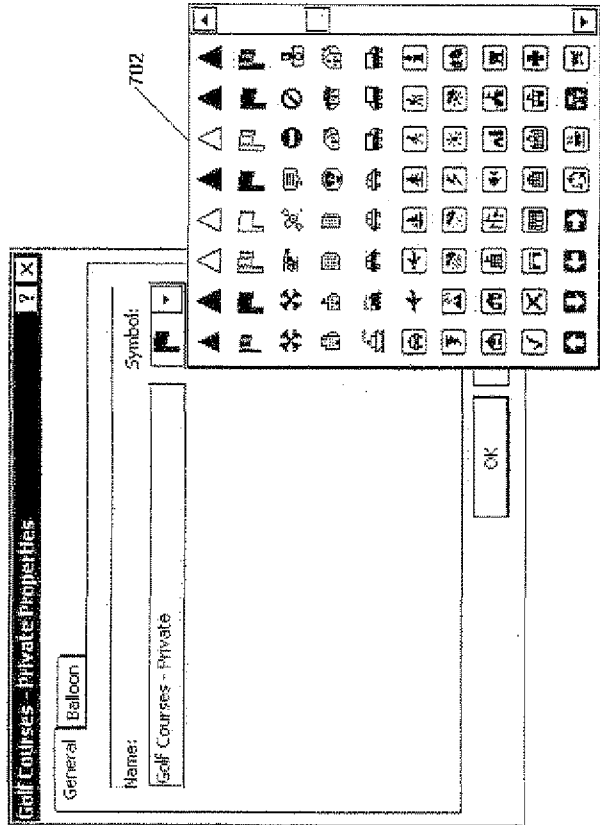 Golf Courses - Private Properties
? X
General
Balloon
Name:
Symbol:
Golf Courses - Private
OK
702